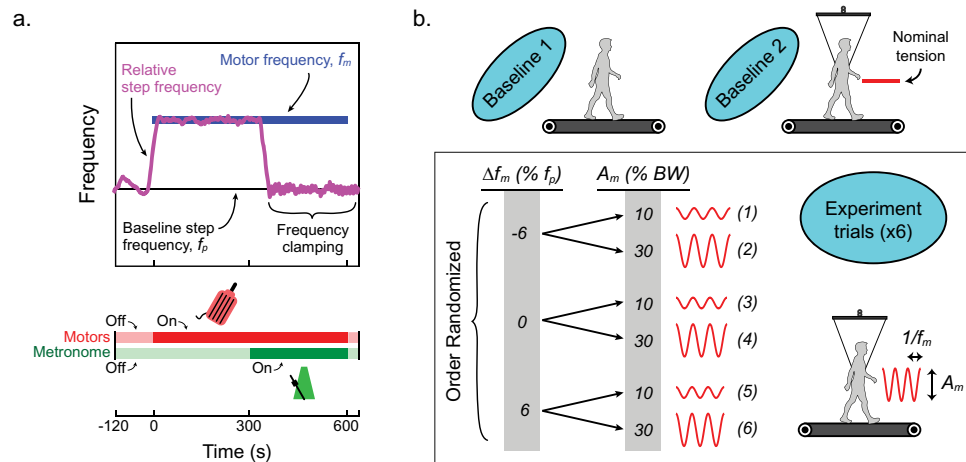 a.
Relative
step frequency
Motor frequency, fm
Frequency
Baseline step
frequency, fp
Frequency
clamping
Off
On
Motors
Metronome
Off
On
-120
0
300
600
Time (s)
b.
Baseline 1
Baseline 2
Nominal
tension
Δfm (% fp)
Am (% BW)
Order Randomized
-6
10
(1)
30
(2)
0
10
(3)
30
(4)
6
10
(5)
30
(6)
Experiment
trials (x6)
1/fm
Am